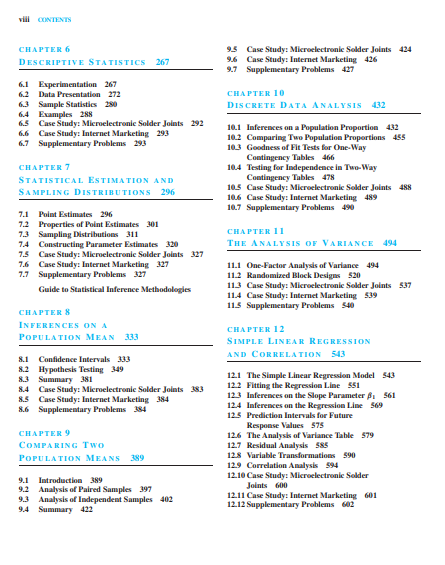 viii CONTENTS
CHAPTER 6
DESCRIPTIVE STATISTICS 267
6.1 Experimentation 267
6.2 Data Presentation 272
6.3 Sample Statistics 280
6.4 Examples 288
6.5 Case Study: Microelectronic Solder Joints 292
6.6 Case Study: Internet Marketing 293
6.7 Supplementary Problems 293
CHAPTER 7
STATISTICAL ESTIMATION AND
SAMPLING DISTRIBUTIONS 296
7.1 Point Estimates 296
7.2 Properties of Point Estimates 301
7.3 Sampling Distributions 311
7.4 Constructing Parameter Estimates 320
7.5 Case Study: Microelectronic Solder Joints 327
7.6 Case Study: Internet Marketing 327
7.7 Supplementary Problems 327
Guide to Statistical Inference Methodologies
CHAPTER 8
INFERENCES ON A
POPULATION MEAN 333
8.1 Confidence Intervals 333
8.2 Hypothesis Testing 349
8.3 Summary 381
8.4 Case Study: Microelectronic Solder Joints 383
8.5 Case Study: Internet Marketing 384
8.6 Supplementary Problems 384
CHAPTER 9
COMPARING TWO
POPULATION MEANS 389
9.1 Introduction 389
9.2 Analysis of Paired Samples 397
9.3 Analysis of Independent Samples 402
9.4 Summary 422
9.5 Case Study: Microelectronic Solder Joints 424
9.6 Case Study: Internet Marketing 426
9.7 Supplementary Problems 427
CHAPTER 10
DISCRETE DATA ANALYSIS 432
10.1 Inferences on a Population Proportion 432
10.2 Comparing Two Population Proportions 455
10.3 Goodness of Fit Tests for One-Way
Contingency Tables 466
10.4 Testing for Independence in Two-Way
Contingency Tables 478
10.5 Case Study: Microelectronic Solder Joints 488
10.6 Case Study: Internet Marketing 489
10.7 Supplementary Problems 490
CHAPTER 11
THE ANALYSIS OF VARIANCE 494
11.1 One-Factor Analysis of Variance 494
11.2 Randomized Block Designs 520
11.3 Case Study: Microelectronic Solder Joints 537
11.4 Case Study: Internet Marketing 539
11.5 Supplementary Problems 540
CHAPTER 12
SIMPLE LINEAR REGRESSION
AND CORRELATION 543
12.1 The Simple Linear Regression Model 543
12.2 Fitting the Regression Line 551
12.3 Inferences on the Slope Parameter β₁ 561
12.4 Inferences on the Regression Line 569
12.5 Prediction Intervals for Future
Response Values 575
12.6 The Analysis of Variance Table 579
12.7 Residual Analysis 585
12.8 Variable Transformations 590
12.9 Correlation Analysis 594
12.10 Case Study: Microelectronic Solder
Joints 600
12.11 Case Study: Internet Marketing 601
12.12 Supplementary Problems 602